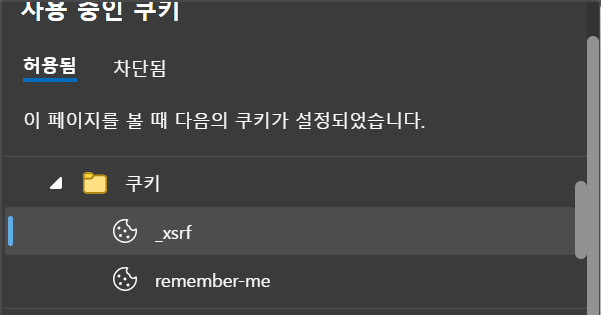 사용 중인 쿠키
허용됨 차단됨
이 페이지를 볼 때 다음의 쿠키가 설정되었습니다.
쿠키
_xsrf
remember-me